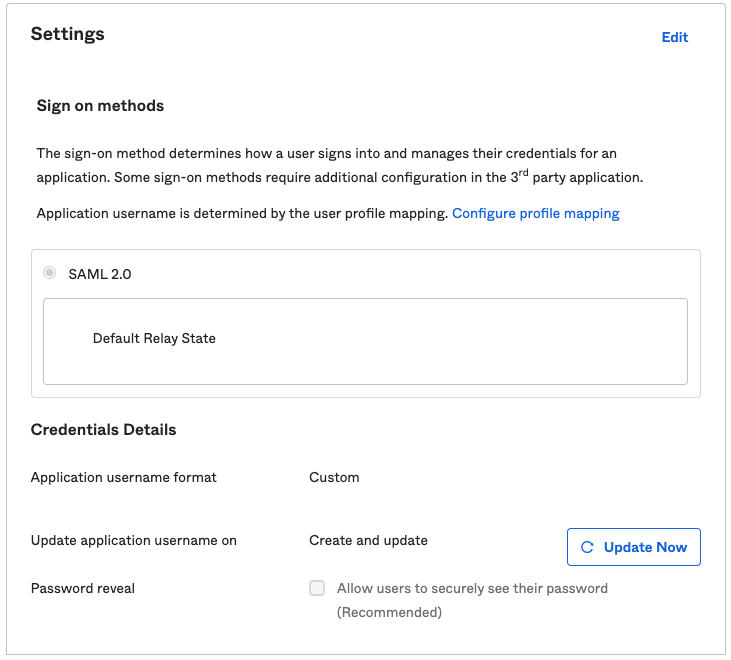 Settings
Edit
Sign on methods
The sign-on method determines how a user signs into and manages their credentials for an
application. Some sign-on methods require additional configuration in the 3rd party application.
Application username is determined by the user profile mapping. Configure profile mapping
SAML 2.0
Default Relay State
Credentials Details
Application username format
Custom
Update application username on
Create and update
Update Now
Password reveal
Allow users to securely see their password
(Recommended)